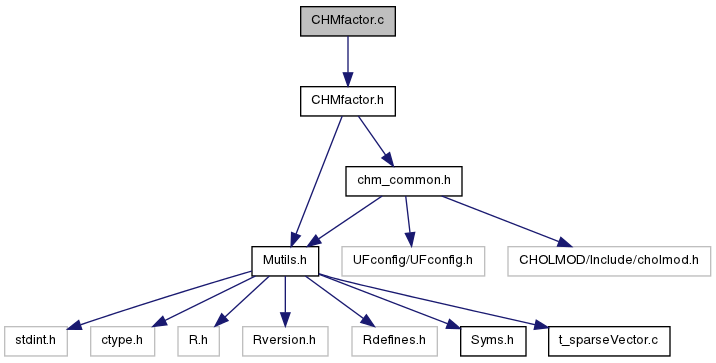 CHMfactor.c
CHMfactor.h
chm_common.h
Mutils.h
UFconfig/UFconfig.h
CHOLMOD/Include/cholmod.h
stdint.h
ctype.h
R.h
Rversion.h
Rdefines.h
Syms.h
t_sparseVector.c